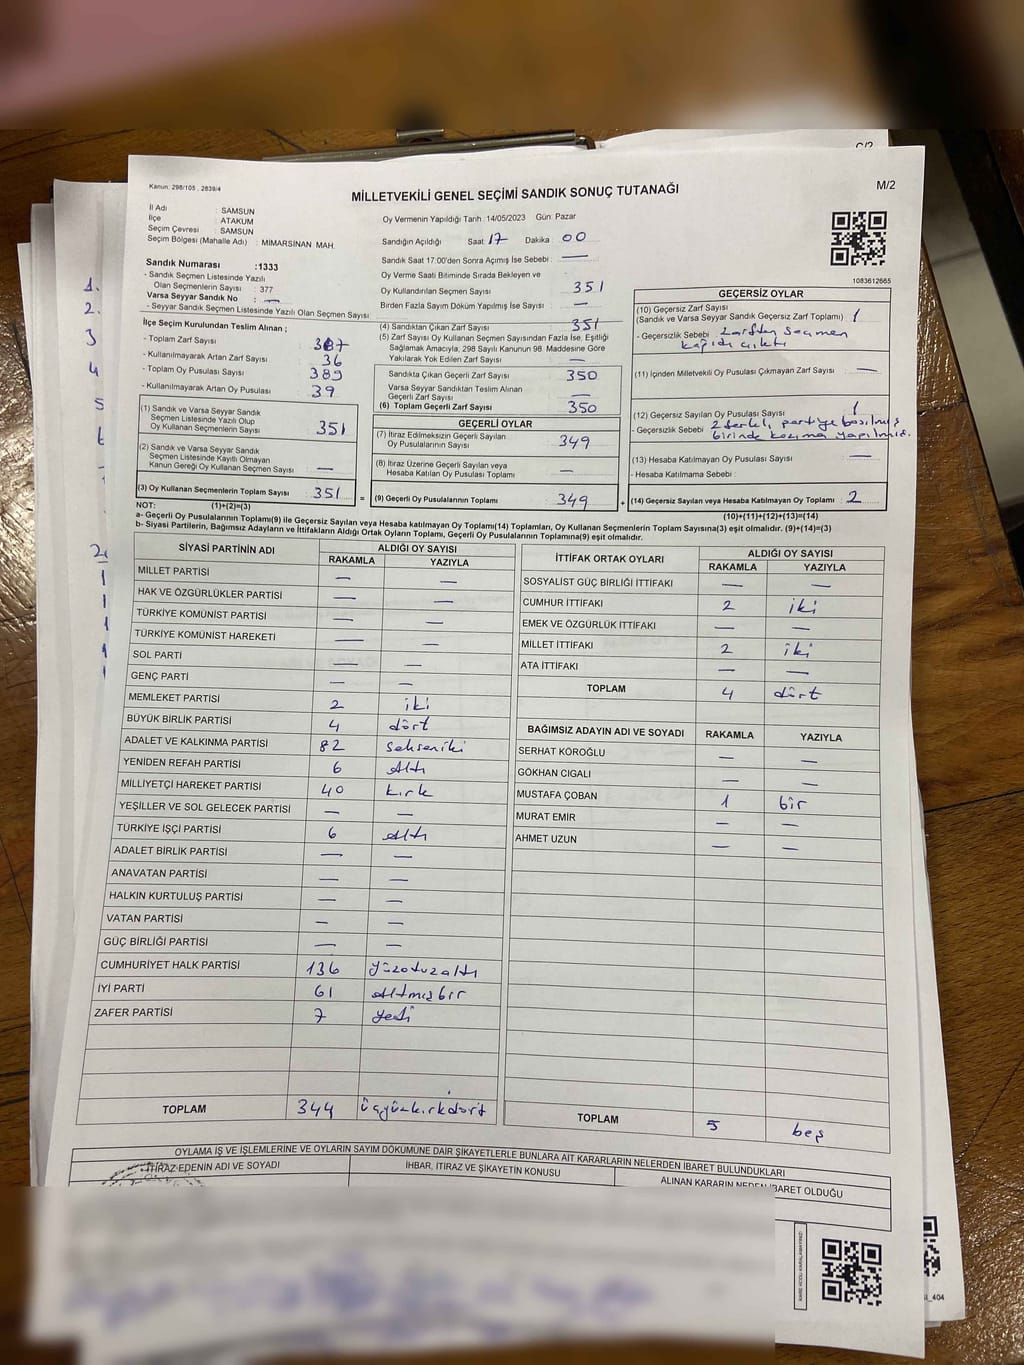 C/2
Kanun: 298/105 , 2839/4
MİLLETVEKİLİ GENEL SEÇİMİ SANDIK SONUÇ TUTANAĞI
M/2
İl Adı : SAMSUN
İlçe : ATAKUM
Seçim Çevresi : SAMSUN
Seçim Bölgesi (Mahalle Adı) : MİMARSİNAN MAH.
Oy Vermenin Yapıldığı Tarih: 14/05/2023 Gün: Pazar
Sandığın Açıldığı Saat 17 Dakika 00
Sandık Saat 17.00'den Sonra Açımış İse Sebebi : —
Oy Verme Saati Bitiminde Sırada Bekleyen ve
Oy Kullandırılan Seçmen Sayısı 351
Birden Fazla Sayım Döküm Yapılmış İse Sayısı —
1083612665
Sandık Numarası :1333
- Sandık Seçmen Listesinde Yazılı
Olan Seçmenlerin Sayısı : 377
Varsa Seyyar Sandık No : —
- Seyyar Sandık Seçmen Listesinde Yazılı Olan Seçmen Sayısı
İlçe Seçim Kurulundan Teslim Alınan ;
- Toplam Zarf Sayısı 387
- Kullanılmayarak Artan Zarf Sayısı 36
- Toplam Oy Pusulası 389
- Kullanılmayarak Artan Oy Pusulası 39
(1) Sandık ve Varsa Seyyar Sandık
Seçmen Listesinde Yazılı Olup
Oy Kullanan Seçmenlerin Sayısı 351
(2) Sandık ve Varsa Seyyar Sandık
Seçmen Listesinde Kayıtlı Olmayan
Kanun Gereği Oy Kullanan Seçmen Sayısı —
(3) Oy Kullanan Seçmenlerin Toplam Sayısı 351
=
(4) Sandıktan Çıkan Zarf Sayısı 351
(5) Zarf Sayısı Oy Kullanan Seçmen Sayısından Fazla İse, Eşitliği
Sağlamak Amacıyla, 298 Sayılı Kanunun 98. Maddesine Göre
Yakılarak Yok Edilen Zarf Sayısı —
Sandıkta Çıkan Geçerli Zarf Sayısı 350
Varsa Seyyar Sandıktan Teslim Alınan
Geçerli Zarf Sayısı —
(6) Toplam Geçerli Zarf Sayısı 350
GEÇERLİ OYLAR
(7) İtiraz Edilmeksizin Geçerli Sayılan
Oy Pusulalarının Sayısı 349
(8) İtiraz Üzerine Geçerli Sayılan veya
Hesaba Katılan Oy Pusulası Toplamı —
(9) Geçerli Oy Pusulalarının Toplamı 349
+
GEÇERSİZ OYLAR
(10) Geçersiz Zarf Sayısı
(Sandık ve Varsa Seyyar Sandık Geçersiz Zarf Toplamı) 1
- Geçersizlik Sebebi : Zarftan seçmen
kağıdı çıktı
(11) İçinden Milletvekili Oy Pusulası Çıkmayan Zarf Sayısı —
(12) Geçersiz Sayılan Oy Pusulası Sayısı 1
- Geçersizlik Sebebi 2 partiye basılmış
birinde yapılmış.
(13) Hesaba Katılmayan Oy Pusulası Sayısı —
- Hesaba Katılmama Sebebi :
(14) Geçersiz Sayılan veya Hesaba Katılmayan Oy Toplamı 2
NOT: (1)+(2)=(3)
(10)+(11)+(12)+(13)=(14)
a- Geçerli Oy Pusulalarının Toplamı(9) ile Geçersiz Sayılan veya Hesaba katılmayan Oy Toplamı(14) Toplamları, Oy Kullanan Seçmenlerin Toplam Sayısına(3) eşit olmalıdır. (9)+(14)=(3)
b- Siyasi Partilerin, Bağımsız Adayların ve İttifakların Aldığı Ortak Oyların Toplamı, Geçerli Oy Pusulalarının Toplamına(9) eşit olmalıdır.
SİYASİ PARTİNİN ADI ALDIĞI OY SAYISI
RAKAMLA YAZIYLA
MİLLET PARTİSİ — —
HAK VE ÖZGÜRLÜKLER PARTİSİ — —
TÜRKİYE KOMÜNİST PARTİSİ — —
TÜRKİYE KOMÜNİST HAREKETİ — —
SOL PARTİ — —
GENÇ PARTİ — —
MEMLEKET PARTİSİ 2 iki
BÜYÜK BİRLİK PARTİSİ 4 dört
ADALET VE KALKINMA PARTİSİ 82 Sekseniki
YENİDEN REFAH PARTİSİ 6 Altı
MİLLİYETÇİ HAREKET PARTİSİ 40 kırk
YEŞİLLER VE SOL GELECEK PARTİSİ — —
TÜRKİYE İŞÇİ PARTİSİ 6 Altı
ADALET BİRLİK PARTİSİ — —
ANAVATAN PARTİSİ — —
HALKIN KURTULUŞ PARTİSİ — —
VATAN PARTİSİ — —
GÜÇ BİRLİĞİ PARTİSİ — —
CUMHURİYET HALK PARTİSİ 136 yüzotuzaltı
İYİ PARTİ 61 Altmışbir
ZAFER PARTİSİ 7 yedi
TOPLAM 344 üçyüzkırkdört
İTTİFAK ORTAK OYLARI ALDIĞI OY SAYISI
RAKAMLA YAZIYLA
SOSYALİST GÜÇ BİRLİĞİ İTTİFAKI — —
CUMHUR İTTİFAKI 2 iki
EMEK VE ÖZGÜRLÜK İTTİFAKI — —
MİLLET İTTİFAKI 2 iki
ATA İTTİFAKI — —
TOPLAM 4 dört
BAĞIMSIZ ADAYIN ADI VE SOYADI RAKAMLA YAZIYLA
SERHAT KÖROĞLU — —
GÖKHAN CIGALI — —
MUSTAFA ÇOBAN 1 bir
MURAT EMİR — —
AHMET UZUN — —
TOPLAM 5 beş
OYLAMA İŞ VE İŞLEMLERİNE VE OYLARIN SAYIM DÖKÜMÜNE DAİR ŞİKAYETLERLE BUNLARA AİT KARARLARIN NELERDEN İBARET BULUNDUKLARI
İTİRAZ EDENİN ADI VE SOYADI İHBAR, İTİRAZ VE ŞİKAYETİN KONUSU ALINAN KARARIN NEDEN İBARET OLDUĞU
1.
2.
3
4
5